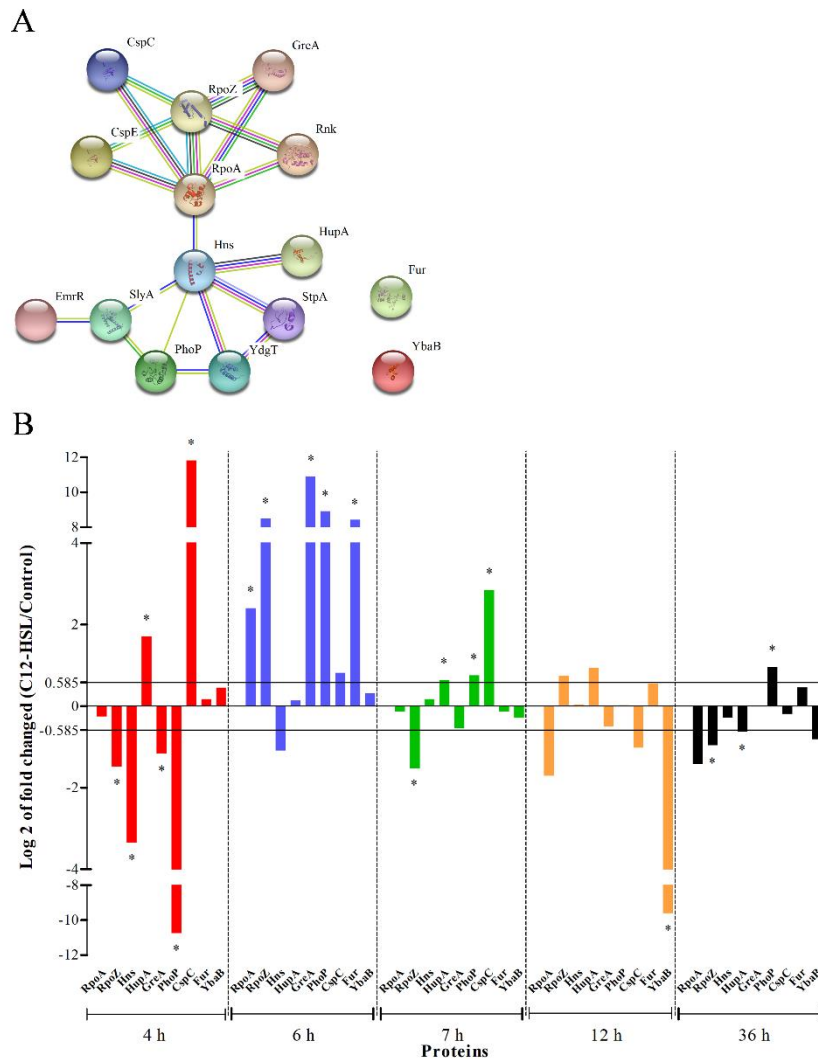 A
CspC
GreA
RpoZ
CspE
Rnk
RpoA
Hns
HupA
Fur
EmrR
SlyA
StpA
PhoP
YdgT
YbaB
B
Log 2 of fold changed (C12-HSL/Control)
12
10
8
4
2
0.585
0
-0.585
-2
-4
-8
-10
-12
* * * * * * * * * * * * * * * * * * *
RpoA RpoZ Hns HupA GreA PhoP CspC Fur YbaB
RpoA RpoZ Hns HupA GreA PhoP CspC Fur YbaB
RpoA RpoZ Hns HupA GreA PhoP CspC Fur YbaB
RpoA RpoZ Hns HupA GreA PhoP CspC Fur YbaB
RpoA RpoZ Hns HupA GreA PhoP CspC Fur YbaB
4 h 6 h 7 h 12 h 36 h
Proteins